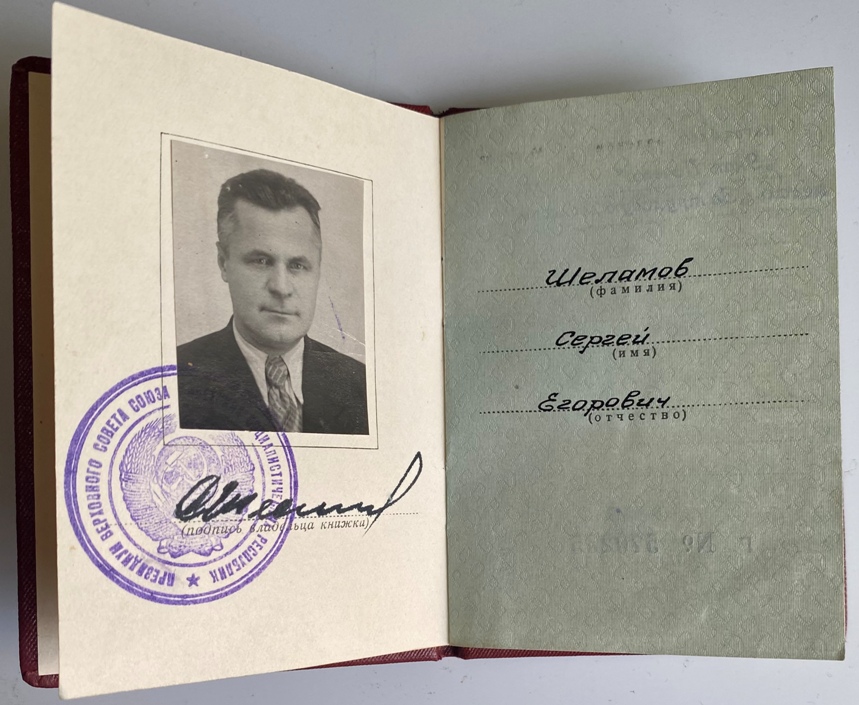 ПРЕЗИДИУМ ВЕРХОВНОГО СОВЕТА СОЮЗА РЕСПУБЛИК
(подпись владельца книжки)
Шеламов
(фамилия)
Сергей
(имя)
Егорович
(отчество)